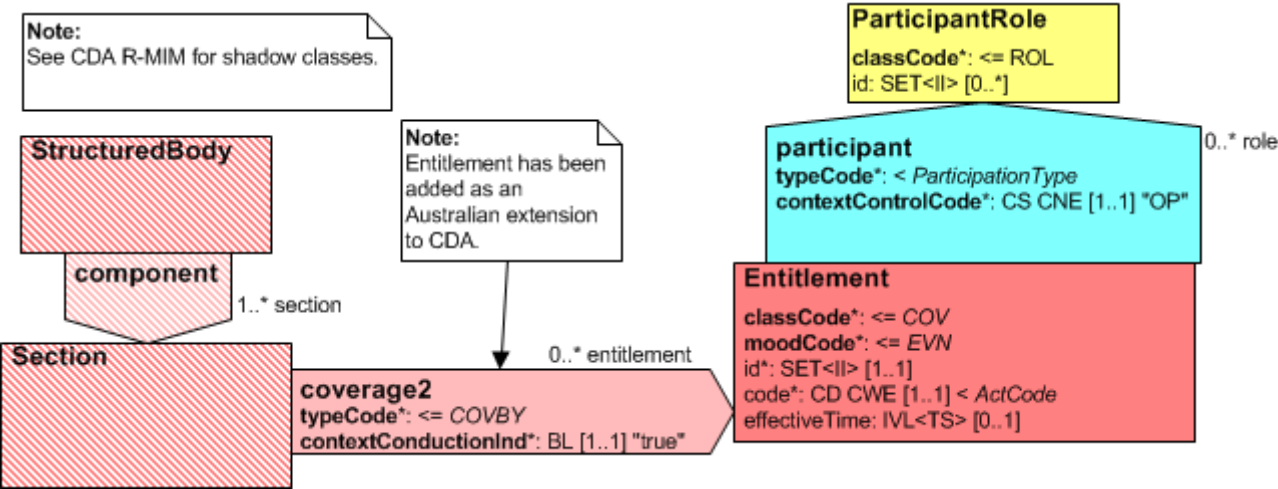 Note:
See CDA R-MIM for shadow classes.
ParticipantRole
classCode*: <= ROL
id: SET<II> [0..*]
Note:
Entitlement has been
added as an
Australian extension
to CDA.
participant
typeCode*: < ParticipationType
contextControlCode*: CS CNE [1..1] "OP"
0..* role
StructuredBody
component
1..* section
Section
0..* entitlement
coverage2
typeCode*: <= COVBY
contextConductionInd*: BL [1..1] "true"
Entitlement
classCode*: <= COV
moodCode*: <= EVN
id*: SET<II> [1..1]
code*: CD CWE [1..1] < ActCode
effectiveTime: IVL<TS> [0..1]